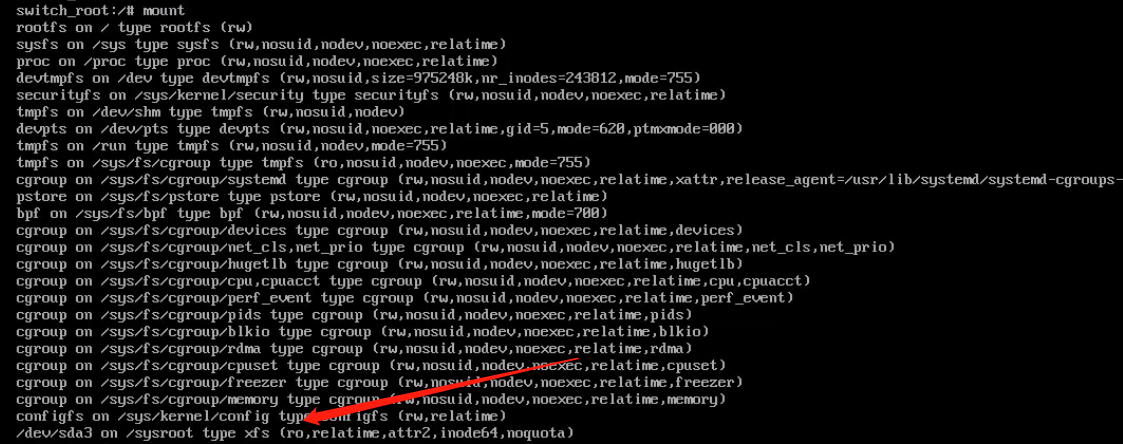 switch_root:/# mount
rootfs on / type rootfs (rw)
sysfs on /sys type sysfs (rw,nosuid,nodev,noexec,relatime)
proc on /proc type proc (rw,nosuid,nodev,noexec,relatime)
devtmpfs on /dev type devtmpfs (rw,nosuid,size=975248k,nr_inodes=243812,mode=755)
securityfs on /sys/kernel/security type securityfs (rw,nosuid,nodev,noexec,relatime)
tmpfs on /dev/shm type tmpfs (rw,nosuid,nodev)
devpts on /dev/pts type devpts (rw,nosuid,noexec,relatime,gid=5,mode=620,ptmxmode=000)
tmpfs on /run type tmpfs (rw,nosuid,nodev,mode=755)
tmpfs on /sys/fs/cgroup type tmpfs (ro,nosuid,nodev,noexec,mode=755)
cgroup on /sys/fs/cgroup/systemd type cgroup (rw,nosuid,nodev,noexec,relatime,xattr,release_agent=/usr/lib/systemd/systemd-cgroups-
pstore on /sys/fs/pstore type pstore (rw,nosuid,nodev,noexec,relatime)
bpf on /sys/fs/bpf type bpf (rw,nosuid,nodev,noexec,relatime,mode=700)
cgroup on /sys/fs/cgroup/devices type cgroup (rw,nosuid,nodev,noexec,relatime,devices)
cgroup on /sys/fs/cgroup/net_cls,net_prio type cgroup (rw,nosuid,nodev,noexec,relatime,net_cls,net_prio)
cgroup on /sys/fs/cgroup/hugetlb type cgroup (rw,nosuid,nodev,noexec,relatime,hugetlb)
cgroup on /sys/fs/cgroup/cpu,cpuacct type cgroup (rw,nosuid,nodev,noexec,relatime,cpu,cpuacct)
cgroup on /sys/fs/cgroup/perf_event type cgroup (rw,nosuid,nodev,noexec,relatime,perf_event)
cgroup on /sys/fs/cgroup/pids type cgroup (rw,nosuid,nodev,noexec,relatime,pids)
cgroup on /sys/fs/cgroup/blkio type cgroup (rw,nosuid,nodev,noexec,relatime,blkio)
cgroup on /sys/fs/cgroup/rdma type cgroup (rw,nosuid,nodev,noexec,relatime,rdma)
cgroup on /sys/fs/cgroup/cpuset type cgroup (rw,nosuid,nodev,noexec,relatime,cpuset)
cgroup on /sys/fs/cgroup/freezer type cgroup (rw,nosuid,nodev,noexec,relatime,freezer)
cgroup on /sys/fs/cgroup/memory type cgroup (rw,nosuid,nodev,noexec,relatime,memory)
configfs on /sys/kernel/config type configfs (rw,relatime)
/dev/sda3 on /sysroot type xfs (ro,relatime,attr2,inode64,noquota)